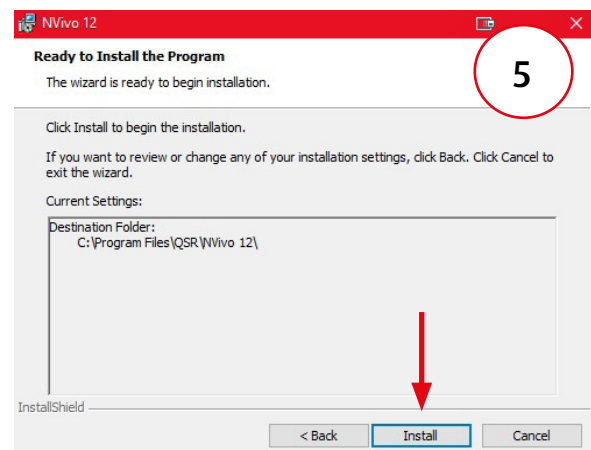 NVivo 12
Ready to Install the Program
The wizard is ready to begin installation.
5
Click Install to begin the installation.
If you want to review or change any of your installation settings, click Back. Click Cancel to
exit the wizard.
Current Settings:
Destination Folder:
C:\Program Files\QSR\NVivo 12\
InstallShield
< Back
Install
Cancel